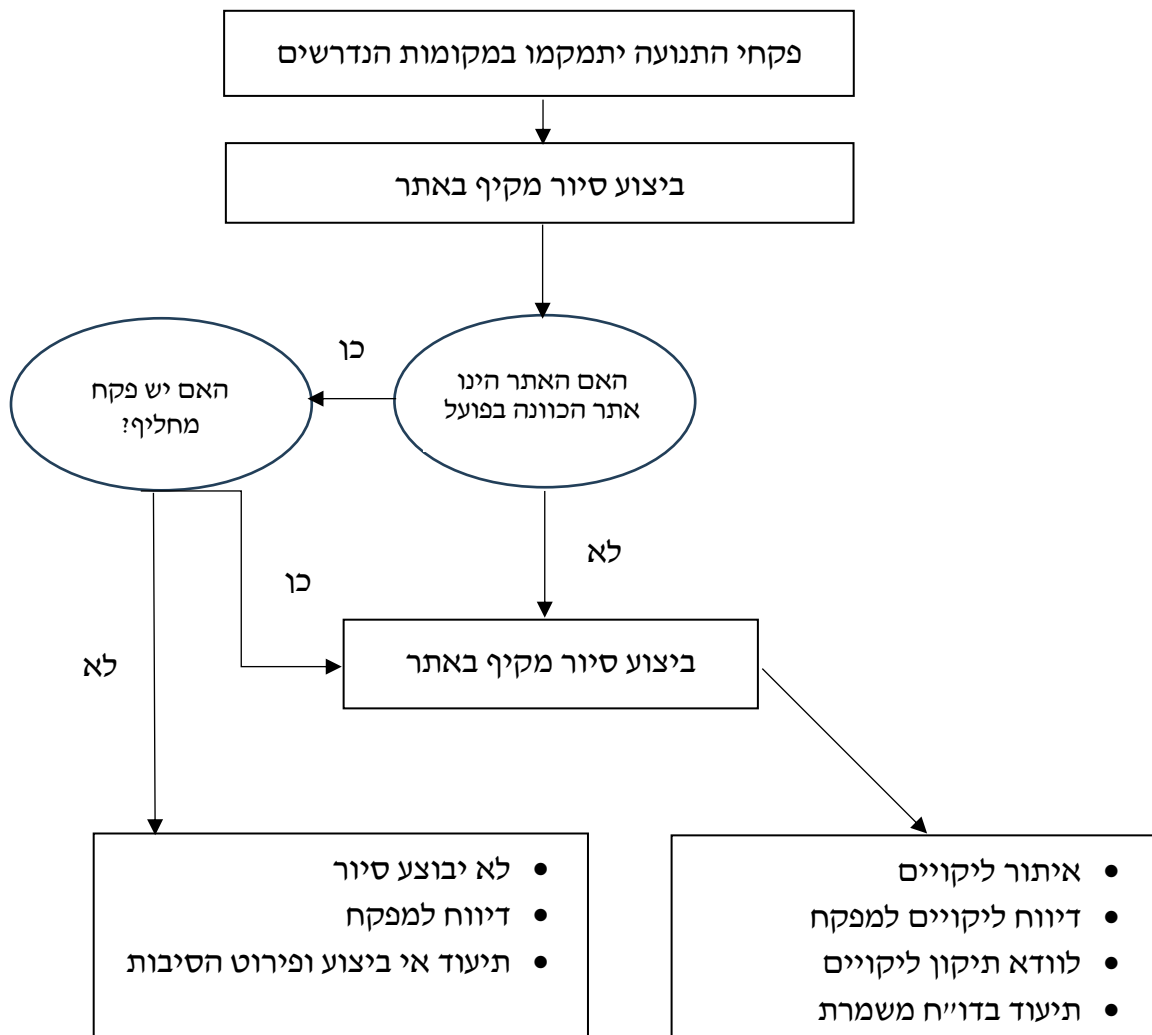 פקחי התנועה יתמקמו במקומות הנדרשים
ביצוע סיור מקיף באתר
האם האתר הינו
אתר הכוונה בפועל
כן
האם יש פקח
מחליף?
לא
כן
לא
ביצוע סיור מקיף באתר
• איתור ליקויים
• דיווח ליקויים למפקח
• לוודא תיקון ליקויים
• תיעוד בדו״ח משמרת
• לא יבוצע סיור
• דיווח למפקח
• תיעוד אי ביצוע ופירוט הסיבות